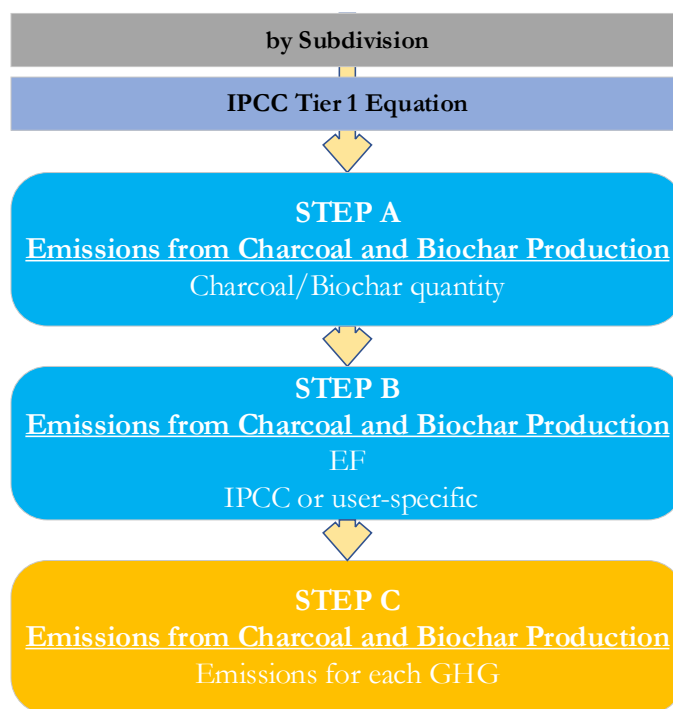 by Subdivision
IPCC Tier 1 Equation
STEP A
Emissions from Charcoal and Biochar Production
Charcoal/Biochar quantity
STEP B
Emissions from Charcoal and Biochar Production
EF
IPCC or user-specific
STEP C
Emissions from Charcoal and Biochar Production
Emissions for each GHG